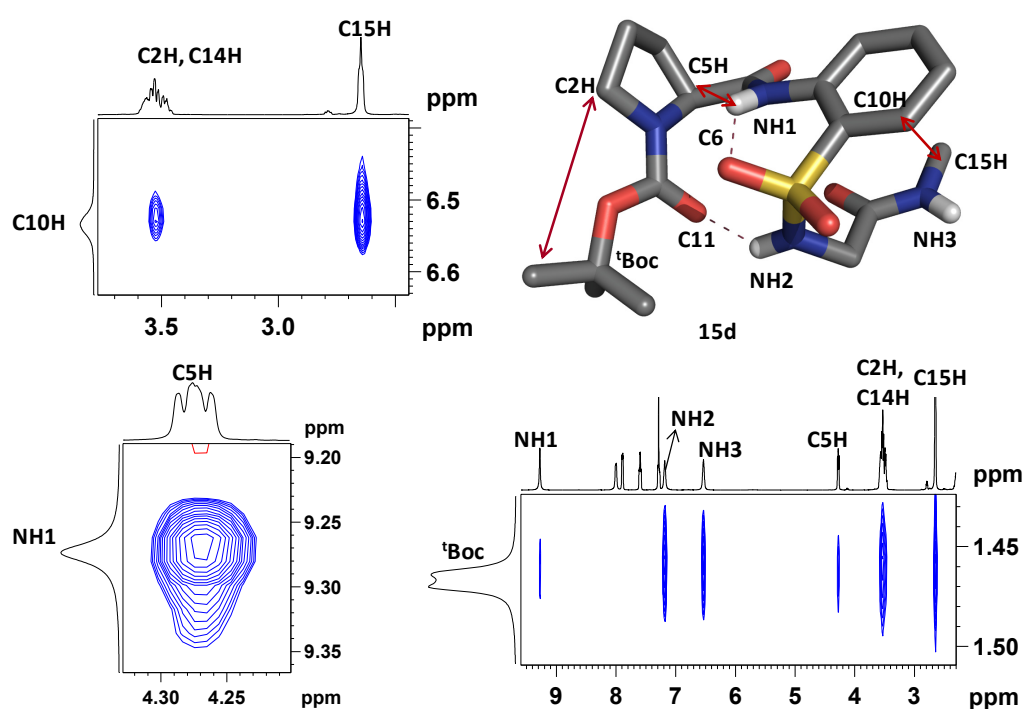 C2H, C14H
C15H
ppm
C10H
6.5
6.6
3.5
3.0
ppm
C5H
C2H
C10H
NH1
C6
C15H
C11
NH3
tBoc
NH2
15d
C5H
ppm
NH1
9.20
9.25
9.30
9.35
4.30
4.25
ppm
C2H,
C14H
C15H
NH2
NH1
NH3
C5H
ppm
tBoc
1.45
1.50
9
8
7
6
5
4
3
ppm